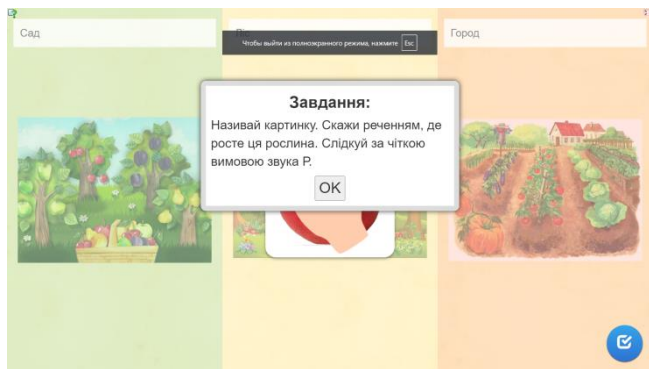 Сад
Чтобы выйти из полноэкранного режима, нажмите Esc
Город
Завдання:
Називай картинку. Скажи реченням, де
росте ця рослина. Слідкуй за чіткою
вимовою звука Р.
OK